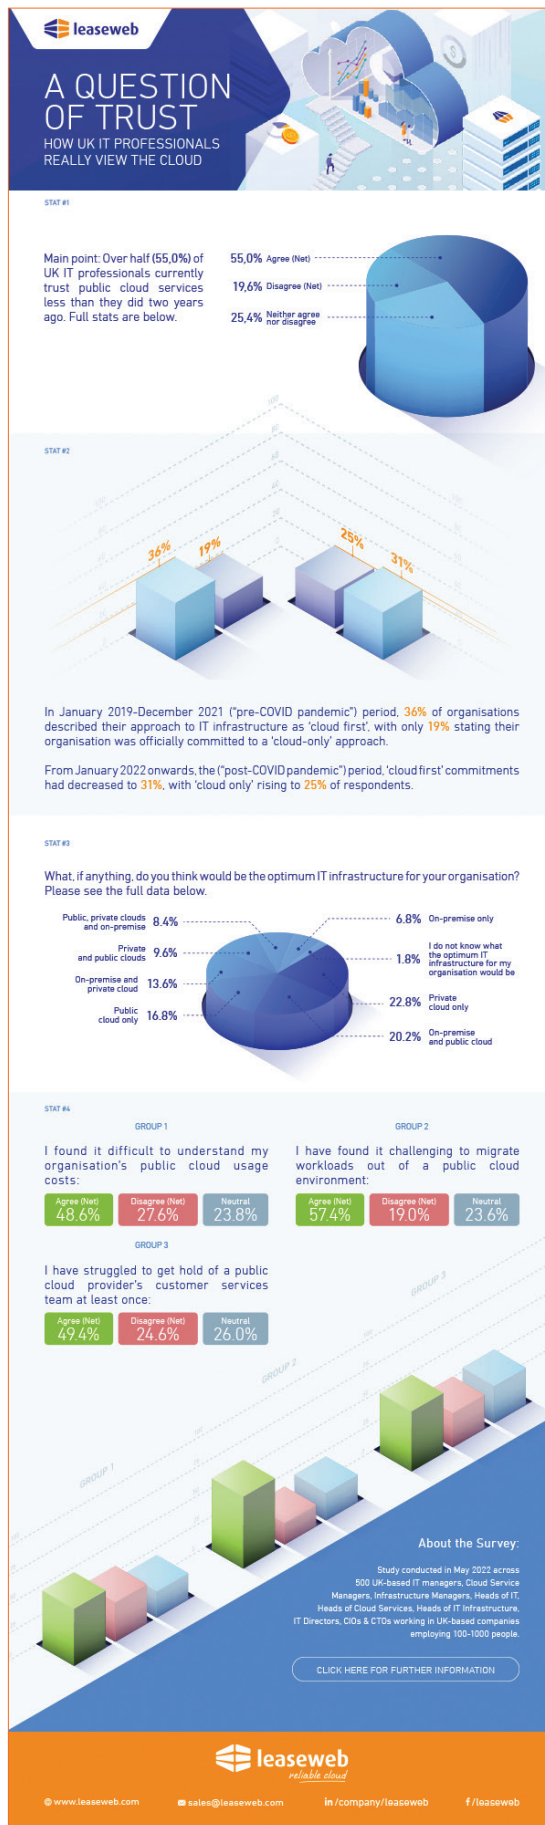 leaseweb
A QUESTION
OF TRUST
HOW UK IT PROFESSIONALS
REALLY VIEW THE CLOUD
STAT #1
Main point: Over half (55,0%) of
UK IT professionals currently
trust public cloud services
less than they did two years
ago. Full stats are below.
55,0% Agree (Net)
19,6% Disagree (Net)
25,4% Neither agree
nor disagree
STAT #2
36%
19%
25%
31%
In January 2019-December 2021 ("pre-COVID pandemic") period, 36% of organisations
described their approach to IT infrastructure as 'cloud first', with only 19% stating their
organisation was officially committed to a 'cloud-only' approach.
From January 2022 onwards, the ("post-COVID pandemic") period, 'cloud first' commitments
had decreased to 31%, with 'cloud only' rising to 25% of respondents.
STAT #3
What, if anything, do you think would be the optimum IT infrastructure for your organisation?
Please see the full data below.
Public, private clouds
and on-premise 8.4%
Private
and public clouds 9.6%
On-premise and
private cloud 13.6%
Public
cloud only 16.8%
6.8% On-premise only
1.8% I do not know what
the optimum IT
infrastructure for my
organisation would be
22.8% Private
cloud only
20.2% On-premise
and public cloud
STAT #4
GROUP 1
I found it difficult to understand my
organisation's public cloud usage
costs:
Agree (Net) Disagree (Net) Neutral
48.6% 27.6% 23.8%
GROUP 2
I have found it challenging to migrate
workloads out of a public cloud
environment:
Agree (Net) Disagree (Net) Neutral
57.4% 19.0% 23.6%
GROUP 3
I have struggled to get hold of a public
cloud provider's customer services
team at least once:
Agree (Net) Disagree (Net) Neutral
49.4% 24.6% 26.0%
GROUP 3
GROUP 2
GROUP 1
About the Survey:
Study conducted in May 2022 across
500 UK-based IT managers, Cloud Service
Managers, Infrastructure Managers, Heads of IT,
Heads of Cloud Services, Heads of IT Infrastructure,
IT Directors, CIOs & CTOs working in UK-based companies
employing 100-1000 people.
CLICK HERE FOR FURTHER INFORMATION
leaseweb
reliable cloud
www.leaseweb.com
sales@leaseweb.com
in /company/leaseweb
f /leaseweb